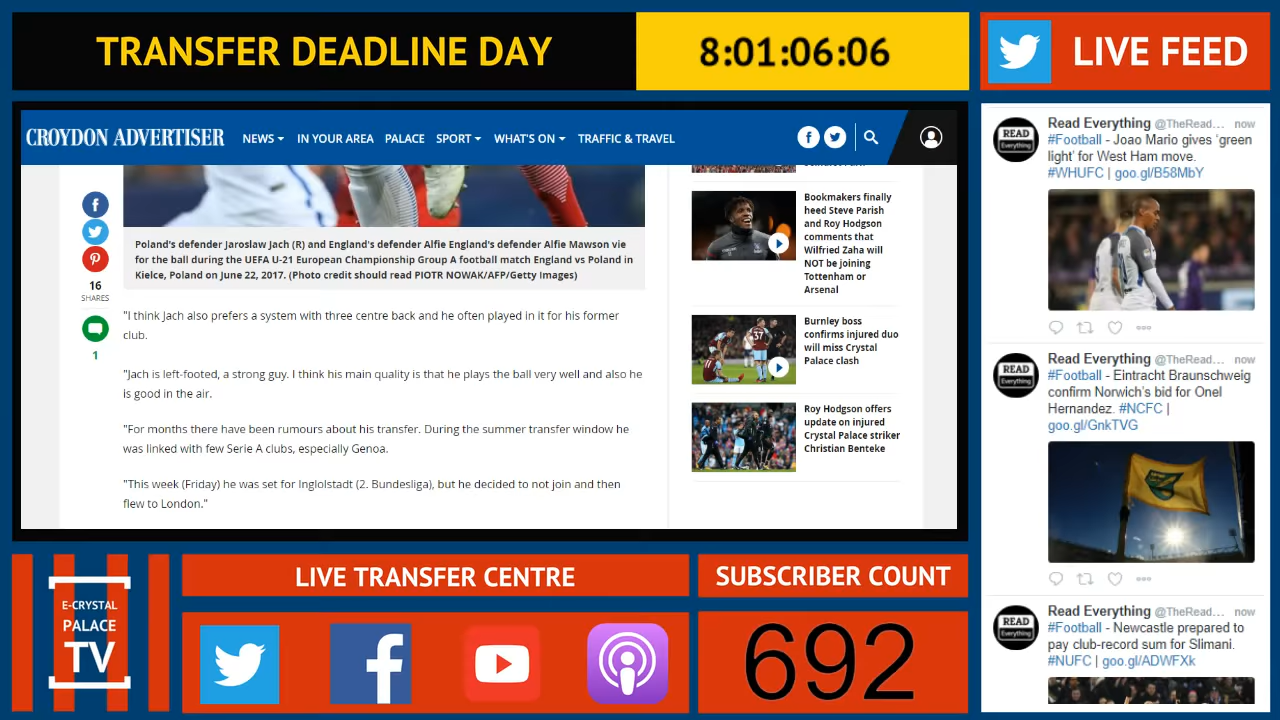 TRANSFER DEADLINE DAY
8:01:06:06
LIVE FEED
CROYDON ADVERTISER
NEWS
IN YOUR AREA
PALACE
SPORT
WHAT'S ON
TRAFFIC & TRAVEL
Poland's defender Jaroslaw Jach (R) and England's defender Alfie England's defender Alfie Mawson vie
for the ball during the UEFA U-21 European Championship Group A football match England vs Poland in
Kielce, Poland on June 22, 2017. (Photo credit should read PIOTR NOWAK/AFP/Getty Images)
16
SHARES
1
"I think Jach also prefers a system with three centre back and he often played in it for his former
club.
"Jach is left-footed, a strong guy. I think his main quality is that he plays the ball very well and also he
is good in the air.
"For months there have been rumours about his transfer. During the summer transfer window he
was linked with few Serie A clubs, especially Genoa.
"This week (Friday) he was set for Inglolstadt (2. Bundesliga), but he decided to not join and then
flew to London."
Bookmakers finally
heed Steve Parish
and Roy Hodgson
comments that
Wilfried Zaha will
NOT be joining
Tottenham or
Arsenal
Burnley boss
confirms injured duo
will miss Crystal
Palace clash
Roy Hodgson offers
update on injured
Crystal Palace striker
Christian Benteke
READ
Everything
Read Everything @TheRead... now
#Football - Joao Mario gives 'green
light' for West Ham move.
#WHUFC | goo.gl/B58MbY
READ
Everything
Read Everything @TheRead... now
#Football - Eintracht Braunschweig
confirm Norwich's bid for Onel
Hernandez. #NCFC |
goo.gl/GnkTVG
READ
Everything
Read Everything @TheRead... now
#Football - Newcastle prepared to
pay club-record sum for Slimani.
#NUFC | goo.gl/ADWFXk
E-CRYSTAL
PALACE
TV
LIVE TRANSFER CENTRE
SUBSCRIBER COUNT
692